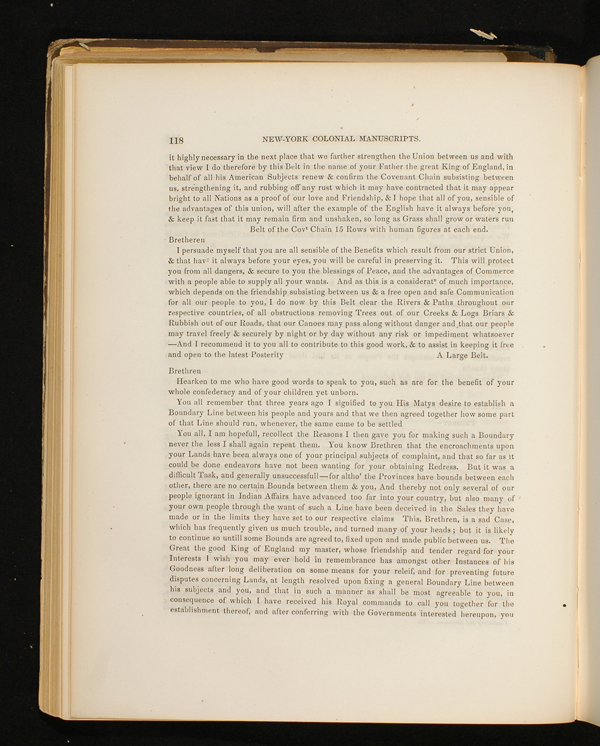 118 NEW-YORK COLONIAL MANUSCRIPTS.
it highly necessary in the next place that we farther strengthen the Union between us and with
that view I do therefore by this Belt in the name of your Father the great King of England, in
behalf of all his American Subjects renew & confirm the Covenant Chain subsisting between
us, strengthening it, and rubbing off any rust which it may have contracted that it may appear
bright to all Nations as a proof of our love and Friendship, & I hope that all of you, sensible of
the advantages of this union, will after the example of the English have it always before you,
& keep it fast that it may remain firm and unshaken, so long as Grass shall grow or waters run
Belt of the Covt Chain 15 Rows with human figures at each end.
Bretheren
I persuade myself that you are all sensible of the Benefits which result from our strict Union,
& that havg it always before your eyes, you will be careful in preserving it. This will protect
you from all dangers, & secure to you the blessings of Peace, and the advantages of Commerce
with a people able to supply all your wants. And as this is a consideratn of much importance,
which depends on the friendship subsisting between us & a free open and safe Communication
for all our people to you, I do now by this Belt clear the Rivers & Paths throughout our
respective countries, of all obstructions removing Trees out of our Creeks & Logs Briars &
Rubbish out of our Roads, that our Canoes may pass along without danger and that our people
may travel freely & securely by night or by day without any risk or impediment whatsoever
—And I recommend it to you all to contribute to this good work, & to assist in keeping it free
and open to the latest Posterity A Large Belt.
Brethren
Hearken to me who have good words to speak to you, such as are for the benefit of your
whole confederacy and of your children yet unborn.
You all remember that three years ago I signified to you His Matys desire to establish a
Boundary Line between his people and yours and that we then agreed together how some part
of that Line should run, whenever, the same came to be settled
You all, I am hopefull, recollect the Reasons I then gave you for making such a Boundary
never the less I shall again repeat them. You know Brethren that the encroachments upon
your Lands have been always one of your principal subjects of complaint, and that so far as it
could be done endeavors have not been wanting for your obtaining Redress. But it was a
difficult Task, and generally unsuccessfull—for altho' the Provinces have bounds between each
other, there are no certain Bounds between them & you, And thereby not only several of our
people ignorant in Indian Affairs have advanced too far into your country, but also many of
your own people through the want of such a Line have been deceived in the Sales they have
made or in the limits they have set to our respective claims This, Brethren, is a sad Case,
which has frequently given us much trouble, and turned many of your heads; but it is likely
to continue so untill some Bounds are agreed to, fixed upon and made public between us. The
Great the good King of England my master, whose friendship and tender regard for your
Interests I wish you may ever hold in remembrance has amongst other Instances of his
Goodness after long deliberation on some means for your releif, and for preventing future
disputes concerning Lands, at length resolved upon fixing a general Boundary Line between
his subjects and you, and that in such a manner as shall be most agreeable to you, in
consequence of which I have received his Royal commands to call you together for the
establishment thereof, and after conferring with the Governments interested hereupon, you